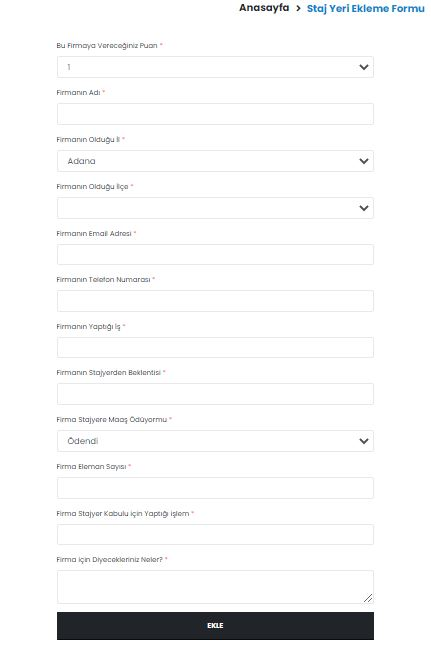 Anasayfa > Staj Yeri Ekleme Formu
Bu Firmaya Vereceğiniz Puan *
1
Firmanın Adı *
Firmanın Olduğu İl *
Adana
Firmanın Olduğu İlçe *
Firmanın Email Adresi *
Firmanın Telefon Numarası *
Firmanın Yaptığı İş *
Firmanın Stajyerden Beklentisi *
Firma Stajyere Maaş Ödüyormu *
Ödendi
Firma Eleman Sayısı *
Firma Stajyer Kabulu için Yaptığı işlem *
Firma için Diyecekleriniz Neler? *
EKLE